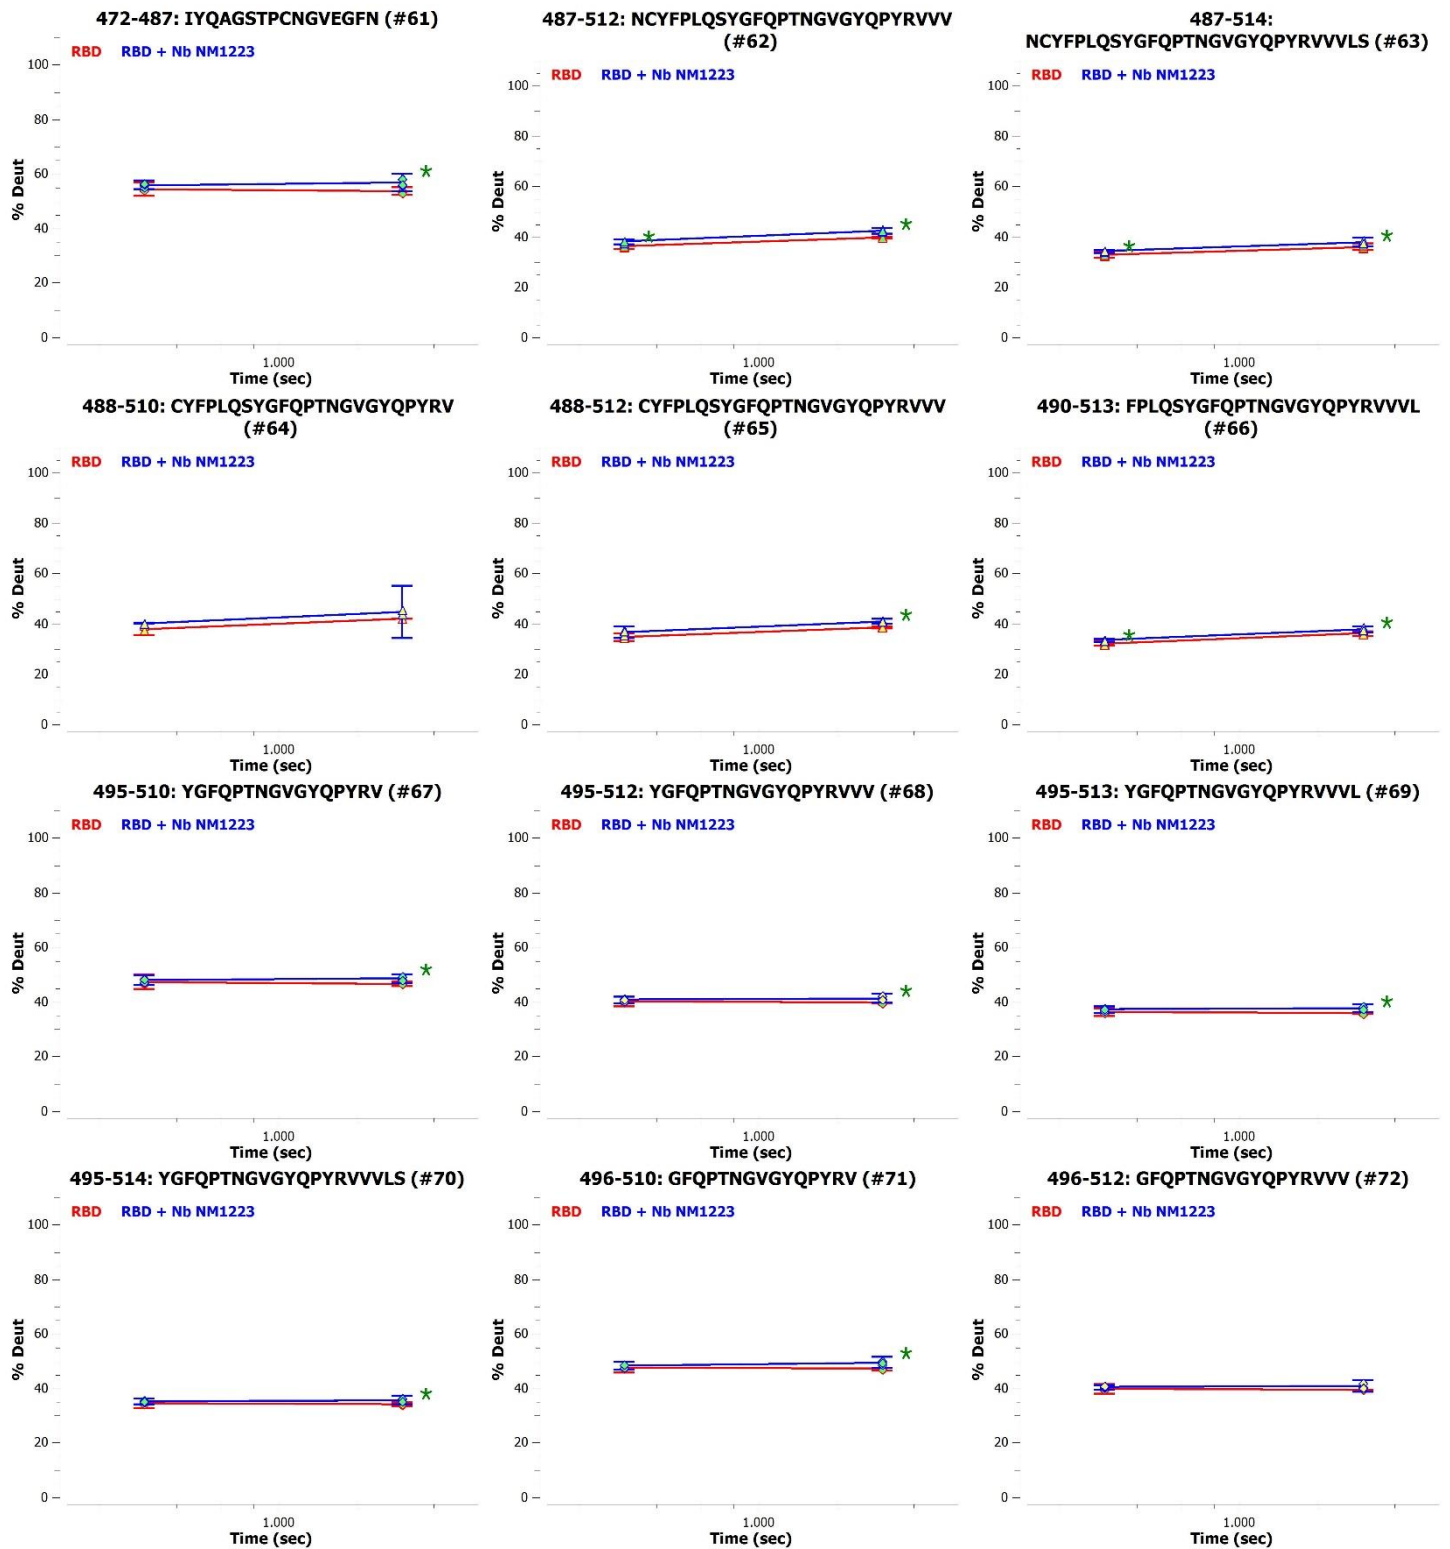 472-487: IYQAGSTPCNGVEGFN (#61)
RBD RBD + Nb NM1223
100
80
60
40
20
0
% Deut
1.000
Time (sec)
487-512: NCYFPLQSYGFQPTNGVGYQPYRVVV
(#62)
RBD RBD + Nb NM1223
100
80
60
40
20
0
% Deut
1.000
Time (sec)
487-514:
NCYFPLQSYGFQPTNGVGYQPYRVVVLS (#63)
RBD RBD + Nb NM1223
100
80
60
40
20
0
% Deut
1.000
Time (sec)
488-510: CYFPLQSYGFQPTNGVGYQPYRV
(#64)
RBD RBD + Nb NM1223
100
80
60
40
20
0
% Deut
1.000
Time (sec)
488-512: CYFPLQSYGFQPTNGVGYQPYRVVV
(#65)
RBD RBD + Nb NM1223
100
80
60
40
20
0
% Deut
1.000
Time (sec)
490-513: FPLQSYGFQPTNGVGYQPYRVVVL
(#66)
RBD RBD + Nb NM1223
100
80
60
40
20
0
% Deut
1.000
Time (sec)
495-510: YGFQPTNGVGYQPYRV (#67)
RBD RBD + Nb NM1223
100
80
60
40
20
0
% Deut
1.000
Time (sec)
495-512: YGFQPTNGVGYQPYRVVV (#68)
RBD RBD + Nb NM1223
100
80
60
40
20
0
% Deut
1.000
Time (sec)
495-513: YGFQPTNGVGYQPYRVVVL (#69)
RBD RBD + Nb NM1223
100
80
60
40
20
0
% Deut
1.000
Time (sec)
495-514: YGFQPTNGVGYQPYRVVVLS (#70)
RBD RBD + Nb NM1223
100
80
60
40
20
0
% Deut
1.000
Time (sec)
496-510: GFQPTNGVGYQPYRV (#71)
RBD RBD + Nb NM1223
100
80
60
40
20
0
% Deut
1.000
Time (sec)
496-512: GFQPTNGVGYQPYRVVV (#72)
RBD RBD + Nb NM1223
100
80
60
40
20
0
% Deut
1.000
Time (sec)